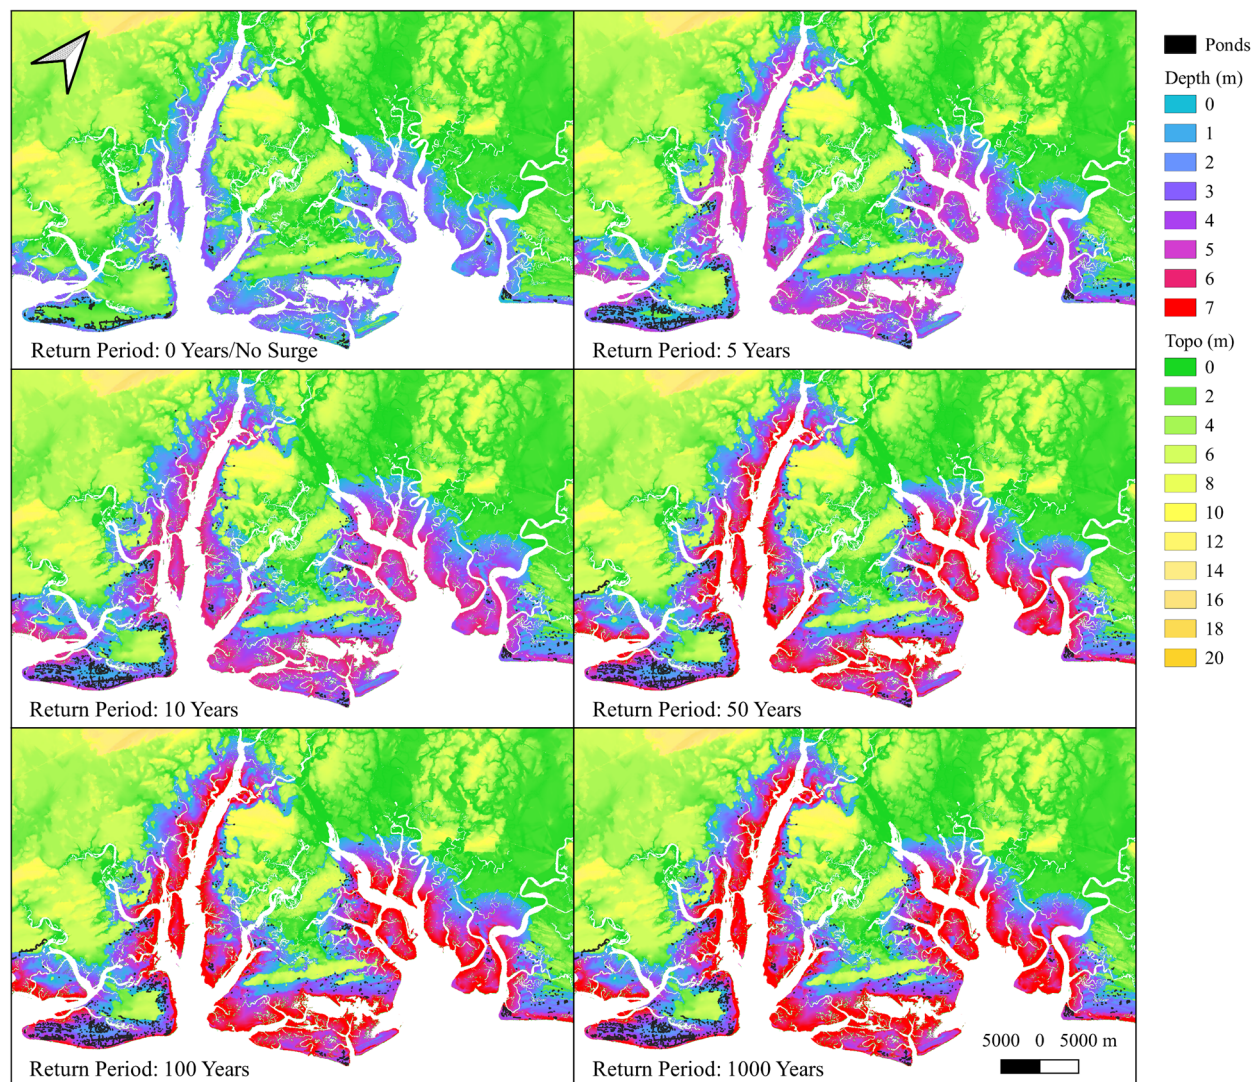 Ponds
Depth (m)
0
1
2
3
4
5
6
7
Topo (m)
0
2
4
6
8
10
12
14
16
18
20
Return Period: 0 Years/No Surge
Return Period: 5 Years
Return Period: 10 Years
Return Period: 50 Years
Return Period: 100 Years
Return Period: 1000 Years
5000 0 5000 m